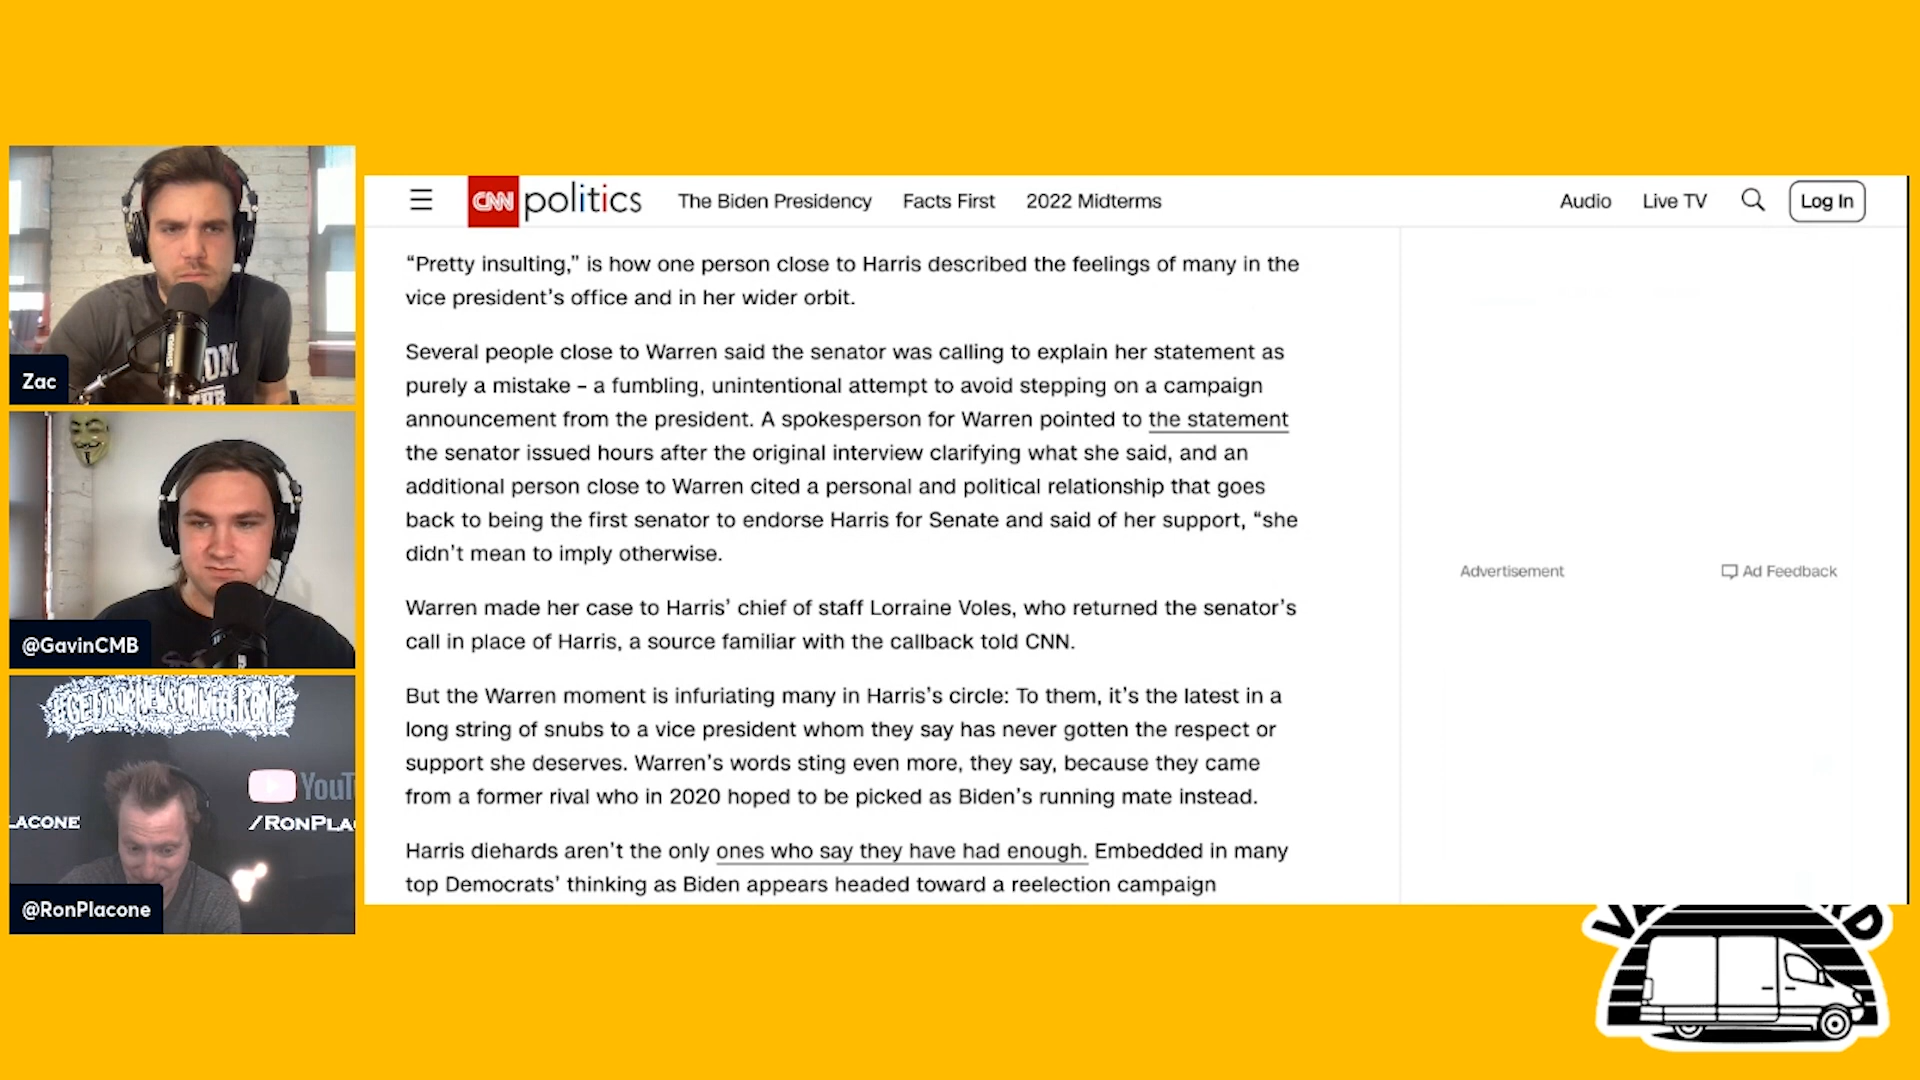 CNN politics
The Biden Presidency
Facts First
2022 Midterms
Audio
Live TV
Log In
“Pretty insulting,” is how one person close to Harris described the feelings of many in the
vice president’s office and in her wider orbit.
Several people close to Warren said the senator was calling to explain her statement as
purely a mistake – a fumbling, unintentional attempt to avoid stepping on a campaign
announcement from the president. A spokesperson for Warren pointed to the statement
the senator issued hours after the original interview clarifying what she said, and an
additional person close to Warren cited a personal and political relationship that goes
back to being the first senator to endorse Harris for Senate and said of her support, “she
didn’t mean to imply otherwise.
Warren made her case to Harris’ chief of staff Lorraine Voles, who returned the senator’s
call in place of Harris, a source familiar with the callback told CNN.
But the Warren moment is infuriating many in Harris’s circle: To them, it’s the latest in a
long string of snubs to a vice president whom they say has never gotten the respect or
support she deserves. Warren’s words sting even more, they say, because they came
from a former rival who in 2020 hoped to be picked as Biden’s running mate instead.
Harris diehards aren’t the only ones who say they have had enough. Embedded in many
top Democrats’ thinking as Biden appears headed toward a reelection campaign
Advertisement
Ad Feedback
Zac
@GavinCMB
#GETYOURNEWSONWITHRON
YouT
LACONE
/RONPLA
@RonPlacone